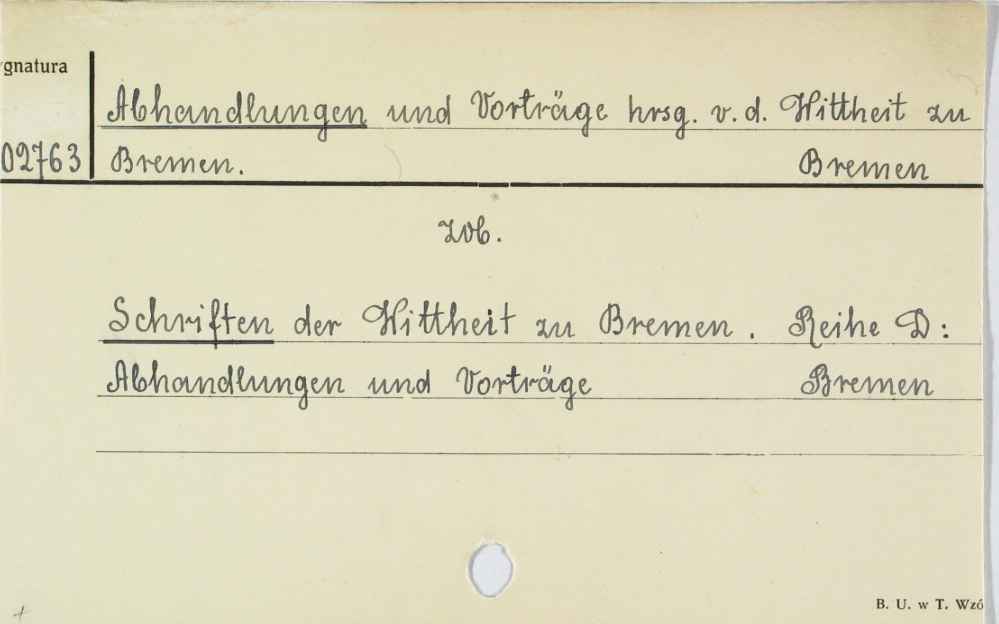 gnatura
Abhandlungen und Vorträge hrsg. v. d. Wittheit zu
02763 Bremen. Bremen
zob.
Schriften der Wittheit zu Bremen. Reihe D:
Abhandlungen und Vorträge Bremen
B. U. w T. Wzó